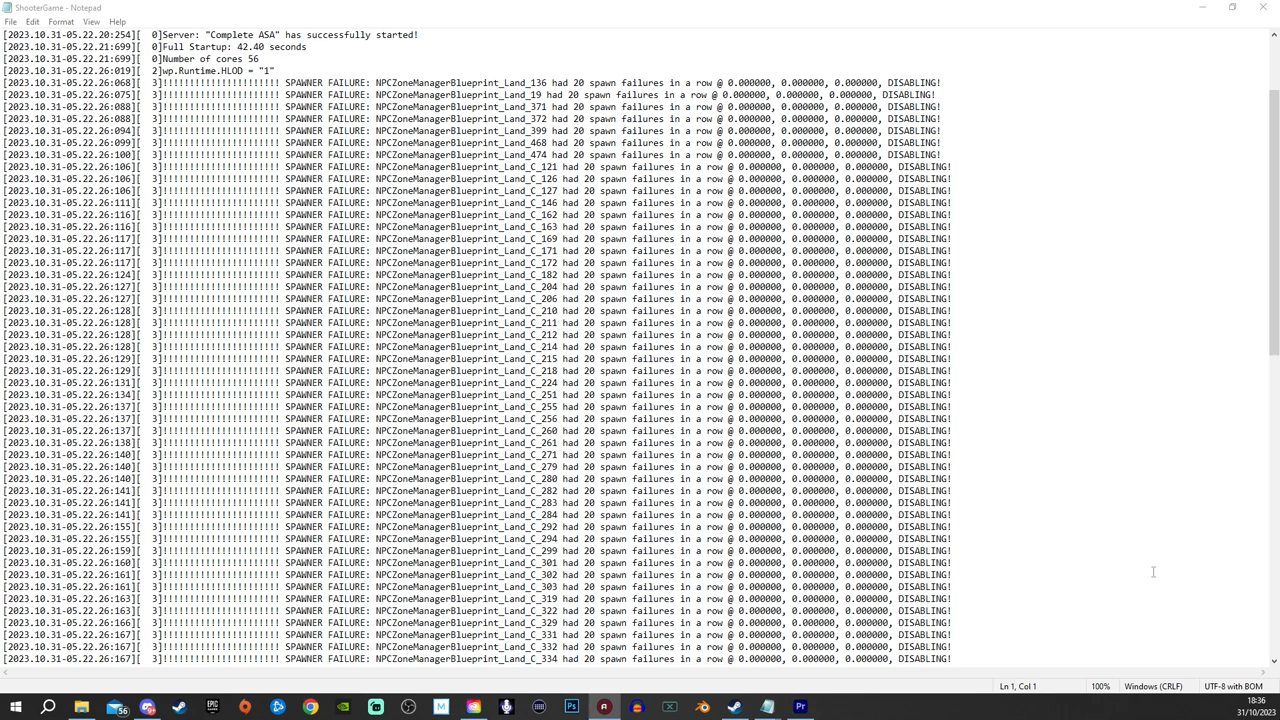 ShooterGame - Notepad
File Edit Format View Help
[2023.10.31-05.22.20:254][  0]Server: "Complete ASA" has successfully started!
[2023.10.31-05.22.21:699][  0]Full Startup: 42.40 seconds
[2023.10.31-05.22.21:699][  0]Number of cores 56
[2023.10.31-05.22.26:019][  2]wp.Runtime.HLOD = "1"
[2023.10.31-05.22.26:068][  3]!!!!!!!!!!!!!!!!!!!!!! SPAWNER FAILURE: NPCZoneManagerBlueprint_Land_136 had 20 spawn failures in a row @ 0.000000, 0.000000, 0.000000, DISABLING!
[2023.10.31-05.22.26:075][  3]!!!!!!!!!!!!!!!!!!!!!! SPAWNER FAILURE: NPCZoneManagerBlueprint_Land_19 had 20 spawn failures in a row @ 0.000000, 0.000000, 0.000000, DISABLING!
[2023.10.31-05.22.26:088][  3]!!!!!!!!!!!!!!!!!!!!!! SPAWNER FAILURE: NPCZoneManagerBlueprint_Land_371 had 20 spawn failures in a row @ 0.000000, 0.000000, 0.000000, DISABLING!
[2023.10.31-05.22.26:088][  3]!!!!!!!!!!!!!!!!!!!!!! SPAWNER FAILURE: NPCZoneManagerBlueprint_Land_372 had 20 spawn failures in a row @ 0.000000, 0.000000, 0.000000, DISABLING!
[2023.10.31-05.22.26:094][  3]!!!!!!!!!!!!!!!!!!!!!! SPAWNER FAILURE: NPCZoneManagerBlueprint_Land_399 had 20 spawn failures in a row @ 0.000000, 0.000000, 0.000000, DISABLING!
[2023.10.31-05.22.26:099][  3]!!!!!!!!!!!!!!!!!!!!!! SPAWNER FAILURE: NPCZoneManagerBlueprint_Land_468 had 20 spawn failures in a row @ 0.000000, 0.000000, 0.000000, DISABLING!
[2023.10.31-05.22.26:100][  3]!!!!!!!!!!!!!!!!!!!!!! SPAWNER FAILURE: NPCZoneManagerBlueprint_Land_474 had 20 spawn failures in a row @ 0.000000, 0.000000, 0.000000, DISABLING!
[2023.10.31-05.22.26:106][  3]!!!!!!!!!!!!!!!!!!!!!! SPAWNER FAILURE: NPCZoneManagerBlueprint_Land_C_121 had 20 spawn failures in a row @ 0.000000, 0.000000, 0.000000, DISABLING!
[2023.10.31-05.22.26:106][  3]!!!!!!!!!!!!!!!!!!!!!! SPAWNER FAILURE: NPCZoneManagerBlueprint_Land_C_126 had 20 spawn failures in a row @ 0.000000, 0.000000, 0.000000, DISABLING!
[2023.10.31-05.22.26:106][  3]!!!!!!!!!!!!!!!!!!!!!! SPAWNER FAILURE: NPCZoneManagerBlueprint_Land_C_127 had 20 spawn failures in a row @ 0.000000, 0.000000, 0.000000, DISABLING!
[2023.10.31-05.22.26:111][  3]!!!!!!!!!!!!!!!!!!!!!! SPAWNER FAILURE: NPCZoneManagerBlueprint_Land_C_146 had 20 spawn failures in a row @ 0.000000, 0.000000, 0.000000, DISABLING!
[2023.10.31-05.22.26:116][  3]!!!!!!!!!!!!!!!!!!!!!! SPAWNER FAILURE: NPCZoneManagerBlueprint_Land_C_162 had 20 spawn failures in a row @ 0.000000, 0.000000, 0.000000, DISABLING!
[2023.10.31-05.22.26:116][  3]!!!!!!!!!!!!!!!!!!!!!! SPAWNER FAILURE: NPCZoneManagerBlueprint_Land_C_163 had 20 spawn failures in a row @ 0.000000, 0.000000, 0.000000, DISABLING!
[2023.10.31-05.22.26:117][  3]!!!!!!!!!!!!!!!!!!!!!! SPAWNER FAILURE: NPCZoneManagerBlueprint_Land_C_169 had 20 spawn failures in a row @ 0.000000, 0.000000, 0.000000, DISABLING!
[2023.10.31-05.22.26:117][  3]!!!!!!!!!!!!!!!!!!!!!! SPAWNER FAILURE: NPCZoneManagerBlueprint_Land_C_171 had 20 spawn failures in a row @ 0.000000, 0.000000, 0.000000, DISABLING!
[2023.10.31-05.22.26:117][  3]!!!!!!!!!!!!!!!!!!!!!! SPAWNER FAILURE: NPCZoneManagerBlueprint_Land_C_172 had 20 spawn failures in a row @ 0.000000, 0.000000, 0.000000, DISABLING!
[2023.10.31-05.22.26:124][  3]!!!!!!!!!!!!!!!!!!!!!! SPAWNER FAILURE: NPCZoneManagerBlueprint_Land_C_182 had 20 spawn failures in a row @ 0.000000, 0.000000, 0.000000, DISABLING!
[2023.10.31-05.22.26:127][  3]!!!!!!!!!!!!!!!!!!!!!! SPAWNER FAILURE: NPCZoneManagerBlueprint_Land_C_204 had 20 spawn failures in a row @ 0.000000, 0.000000, 0.000000, DISABLING!
[2023.10.31-05.22.26:127][  3]!!!!!!!!!!!!!!!!!!!!!! SPAWNER FAILURE: NPCZoneManagerBlueprint_Land_C_206 had 20 spawn failures in a row @ 0.000000, 0.000000, 0.000000, DISABLING!
[2023.10.31-05.22.26:128][  3]!!!!!!!!!!!!!!!!!!!!!! SPAWNER FAILURE: NPCZoneManagerBlueprint_Land_C_210 had 20 spawn failures in a row @ 0.000000, 0.000000, 0.000000, DISABLING!
[2023.10.31-05.22.26:128][  3]!!!!!!!!!!!!!!!!!!!!!! SPAWNER FAILURE: NPCZoneManagerBlueprint_Land_C_211 had 20 spawn failures in a row @ 0.000000, 0.000000, 0.000000, DISABLING!
[2023.10.31-05.22.26:128][  3]!!!!!!!!!!!!!!!!!!!!!! SPAWNER FAILURE: NPCZoneManagerBlueprint_Land_C_212 had 20 spawn failures in a row @ 0.000000, 0.000000, 0.000000, DISABLING!
[2023.10.31-05.22.26:128][  3]!!!!!!!!!!!!!!!!!!!!!! SPAWNER FAILURE: NPCZoneManagerBlueprint_Land_C_214 had 20 spawn failures in a row @ 0.000000, 0.000000, 0.000000, DISABLING!
[2023.10.31-05.22.26:129][  3]!!!!!!!!!!!!!!!!!!!!!! SPAWNER FAILURE: NPCZoneManagerBlueprint_Land_C_215 had 20 spawn failures in a row @ 0.000000, 0.000000, 0.000000, DISABLING!
[2023.10.31-05.22.26:129][  3]!!!!!!!!!!!!!!!!!!!!!! SPAWNER FAILURE: NPCZoneManagerBlueprint_Land_C_218 had 20 spawn failures in a row @ 0.000000, 0.000000, 0.000000, DISABLING!
[2023.10.31-05.22.26:131][  3]!!!!!!!!!!!!!!!!!!!!!! SPAWNER FAILURE: NPCZoneManagerBlueprint_Land_C_224 had 20 spawn failures in a row @ 0.000000, 0.000000, 0.000000, DISABLING!
[2023.10.31-05.22.26:134][  3]!!!!!!!!!!!!!!!!!!!!!! SPAWNER FAILURE: NPCZoneManagerBlueprint_Land_C_251 had 20 spawn failures in a row @ 0.000000, 0.000000, 0.000000, DISABLING!
[2023.10.31-05.22.26:137][  3]!!!!!!!!!!!!!!!!!!!!!! SPAWNER FAILURE: NPCZoneManagerBlueprint_Land_C_255 had 20 spawn failures in a row @ 0.000000, 0.000000, 0.000000, DISABLING!
[2023.10.31-05.22.26:137][  3]!!!!!!!!!!!!!!!!!!!!!! SPAWNER FAILURE: NPCZoneManagerBlueprint_Land_C_256 had 20 spawn failures in a row @ 0.000000, 0.000000, 0.000000, DISABLING!
[2023.10.31-05.22.26:137][  3]!!!!!!!!!!!!!!!!!!!!!! SPAWNER FAILURE: NPCZoneManagerBlueprint_Land_C_260 had 20 spawn failures in a row @ 0.000000, 0.000000, 0.000000, DISABLING!
[2023.10.31-05.22.26:138][  3]!!!!!!!!!!!!!!!!!!!!!! SPAWNER FAILURE: NPCZoneManagerBlueprint_Land_C_261 had 20 spawn failures in a row @ 0.000000, 0.000000, 0.000000, DISABLING!
[2023.10.31-05.22.26:140][  3]!!!!!!!!!!!!!!!!!!!!!! SPAWNER FAILURE: NPCZoneManagerBlueprint_Land_C_271 had 20 spawn failures in a row @ 0.000000, 0.000000, 0.000000, DISABLING!
[2023.10.31-05.22.26:140][  3]!!!!!!!!!!!!!!!!!!!!!! SPAWNER FAILURE: NPCZoneManagerBlueprint_Land_C_279 had 20 spawn failures in a row @ 0.000000, 0.000000, 0.000000, DISABLING!
[2023.10.31-05.22.26:140][  3]!!!!!!!!!!!!!!!!!!!!!! SPAWNER FAILURE: NPCZoneManagerBlueprint_Land_C_280 had 20 spawn failures in a row @ 0.000000, 0.000000, 0.000000, DISABLING!
[2023.10.31-05.22.26:141][  3]!!!!!!!!!!!!!!!!!!!!!! SPAWNER FAILURE: NPCZoneManagerBlueprint_Land_C_282 had 20 spawn failures in a row @ 0.000000, 0.000000, 0.000000, DISABLING!
[2023.10.31-05.22.26:141][  3]!!!!!!!!!!!!!!!!!!!!!! SPAWNER FAILURE: NPCZoneManagerBlueprint_Land_C_283 had 20 spawn failures in a row @ 0.000000, 0.000000, 0.000000, DISABLING!
[2023.10.31-05.22.26:141][  3]!!!!!!!!!!!!!!!!!!!!!! SPAWNER FAILURE: NPCZoneManagerBlueprint_Land_C_284 had 20 spawn failures in a row @ 0.000000, 0.000000, 0.000000, DISABLING!
[2023.10.31-05.22.26:155][  3]!!!!!!!!!!!!!!!!!!!!!! SPAWNER FAILURE: NPCZoneManagerBlueprint_Land_C_292 had 20 spawn failures in a row @ 0.000000, 0.000000, 0.000000, DISABLING!
[2023.10.31-05.22.26:155][  3]!!!!!!!!!!!!!!!!!!!!!! SPAWNER FAILURE: NPCZoneManagerBlueprint_Land_C_294 had 20 spawn failures in a row @ 0.000000, 0.000000, 0.000000, DISABLING!
[2023.10.31-05.22.26:159][  3]!!!!!!!!!!!!!!!!!!!!!! SPAWNER FAILURE: NPCZoneManagerBlueprint_Land_C_299 had 20 spawn failures in a row @ 0.000000, 0.000000, 0.000000, DISABLING!
[2023.10.31-05.22.26:160][  3]!!!!!!!!!!!!!!!!!!!!!! SPAWNER FAILURE: NPCZoneManagerBlueprint_Land_C_301 had 20 spawn failures in a row @ 0.000000, 0.000000, 0.000000, DISABLING!
[2023.10.31-05.22.26:161][  3]!!!!!!!!!!!!!!!!!!!!!! SPAWNER FAILURE: NPCZoneManagerBlueprint_Land_C_302 had 20 spawn failures in a row @ 0.000000, 0.000000, 0.000000, DISABLING!
[2023.10.31-05.22.26:161][  3]!!!!!!!!!!!!!!!!!!!!!! SPAWNER FAILURE: NPCZoneManagerBlueprint_Land_C_303 had 20 spawn failures in a row @ 0.000000, 0.000000, 0.000000, DISABLING!
[2023.10.31-05.22.26:163][  3]!!!!!!!!!!!!!!!!!!!!!! SPAWNER FAILURE: NPCZoneManagerBlueprint_Land_C_319 had 20 spawn failures in a row @ 0.000000, 0.000000, 0.000000, DISABLING!
[2023.10.31-05.22.26:163][  3]!!!!!!!!!!!!!!!!!!!!!! SPAWNER FAILURE: NPCZoneManagerBlueprint_Land_C_322 had 20 spawn failures in a row @ 0.000000, 0.000000, 0.000000, DISABLING!
[2023.10.31-05.22.26:166][  3]!!!!!!!!!!!!!!!!!!!!!! SPAWNER FAILURE: NPCZoneManagerBlueprint_Land_C_329 had 20 spawn failures in a row @ 0.000000, 0.000000, 0.000000, DISABLING!
[2023.10.31-05.22.26:167][  3]!!!!!!!!!!!!!!!!!!!!!! SPAWNER FAILURE: NPCZoneManagerBlueprint_Land_C_331 had 20 spawn failures in a row @ 0.000000, 0.000000, 0.000000, DISABLING!
[2023.10.31-05.22.26:167][  3]!!!!!!!!!!!!!!!!!!!!!! SPAWNER FAILURE: NPCZoneManagerBlueprint_Land_C_332 had 20 spawn failures in a row @ 0.000000, 0.000000, 0.000000, DISABLING!
[2023.10.31-05.22.26:167][  3]!!!!!!!!!!!!!!!!!!!!!! SPAWNER FAILURE: NPCZoneManagerBlueprint_Land_C_334 had 20 spawn failures in a row @ 0.000000, 0.000000, 0.000000, DISABLING!
Ln 1, Col 1 100% Windows (CRLF) UTF-8 with BOM
56 EPIC GAMES M Ps A Pr
18:36
31/10/2023